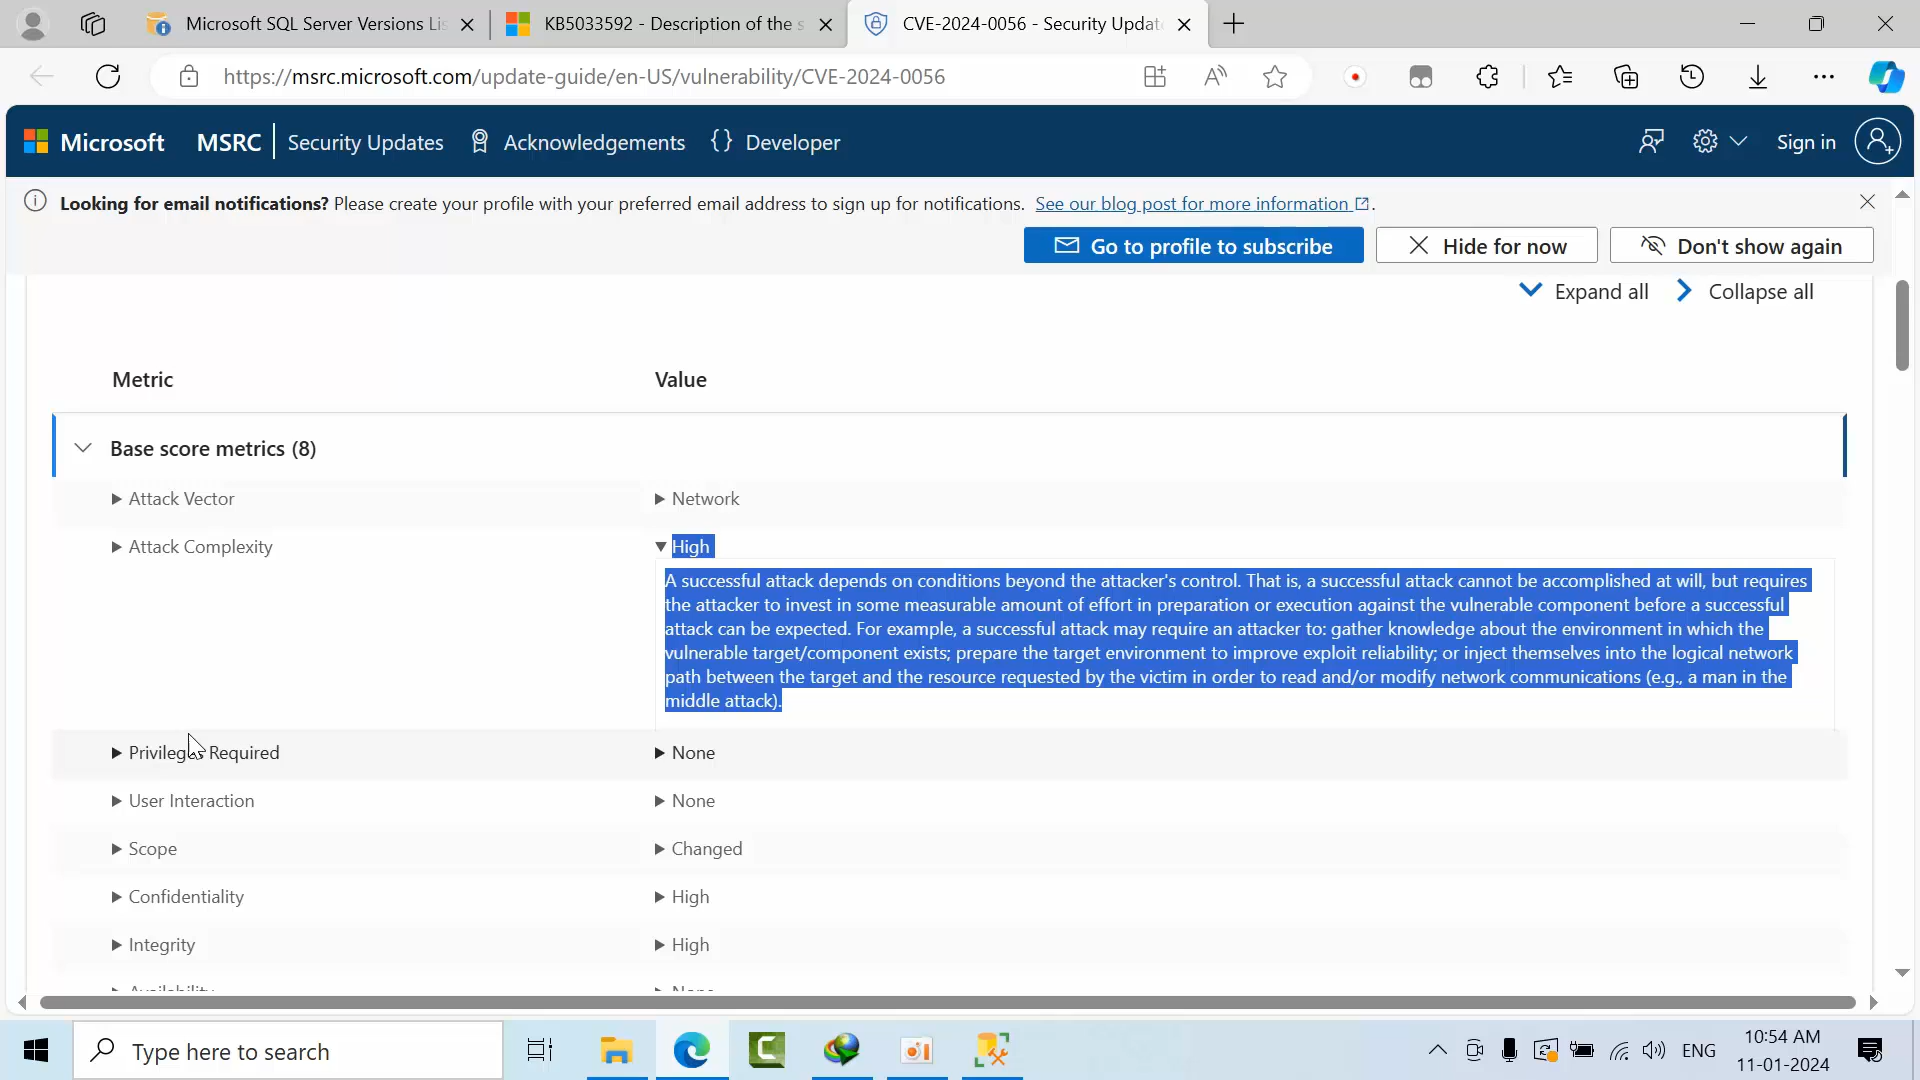 Microsoft SQL Server Versions Lis
KB5033592 - Description of the s
CVE-2024-0056 - Security Update
https://msrc.microsoft.com/update-guide/en-US/vulnerability/CVE-2024-0056
Microsoft MSRC Security Updates Acknowledgements {} Developer Sign in
Looking for email notifications? Please create your profile with your preferred email address to sign up for notifications. See our blog post for more information.
Go to profile to subscribe Hide for now Don't show again
Expand all Collapse all
Metric Value
Base score metrics (8)
Attack Vector Network
Attack Complexity High
A successful attack depends on conditions beyond the attacker's control. That is, a successful attack cannot be accomplished at will, but requires
the attacker to invest in some measurable amount of effort in preparation or execution against the vulnerable component before a successful
attack can be expected. For example, a successful attack may require an attacker to: gather knowledge about the environment in which the
vulnerable target/component exists; prepare the target environment to improve exploit reliability; or inject themselves into the logical network
path between the target and the resource requested by the victim in order to read and/or modify network communications (e.g., a man in the
middle attack).
Privileges Required None
User Interaction None
Scope Changed
Confidentiality High
Integrity High
Availability None
Type here to search
ENG
10:54 AM
11-01-2024